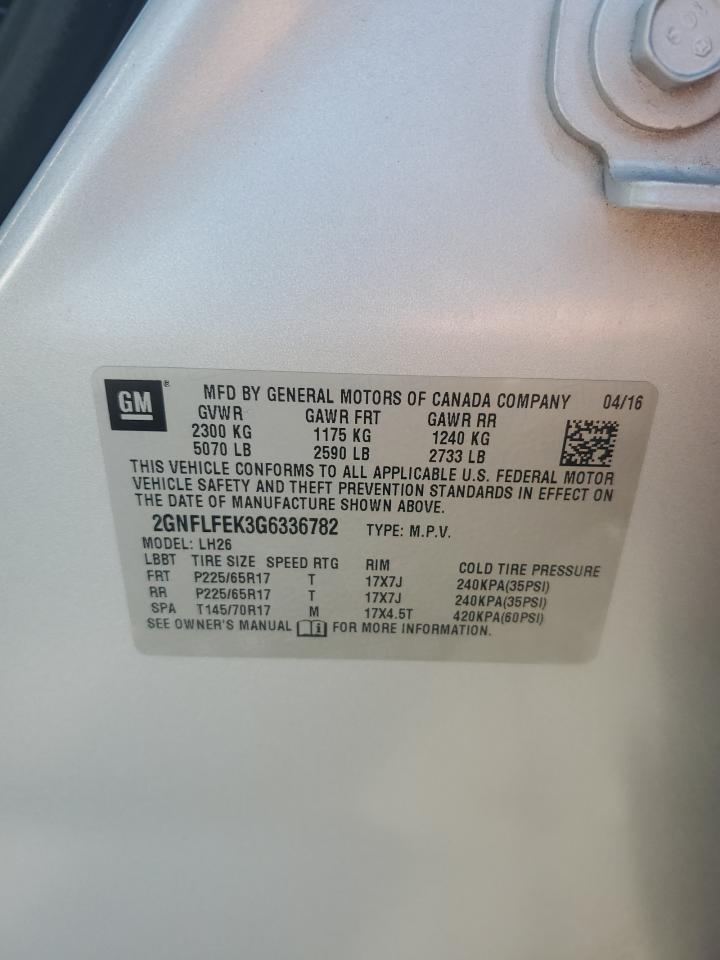 GM
®
MFD BY GENERAL MOTORS OF CANADA COMPANY 04/16
GVWR GAWR FRT GAWR RR
2300 KG 1175 KG 1240 KG
5070 LB 2590 LB 2733 LB
THIS VEHICLE CONFORMS TO ALL APPLICABLE U.S. FEDERAL MOTOR
VEHICLE SAFETY AND THEFT PREVENTION STANDARDS IN EFFECT ON
THE DATE OF MANUFACTURE SHOWN ABOVE.
2GNFLFEK3G6336782 TYPE: M.P.V.
MODEL: LH26
LBBT TIRE SIZE SPEED RTG RIM COLD TIRE PRESSURE
FRT P225/65R17 T 17X7J 240KPA(35PSI)
RR P225/65R17 T 17X7J 240KPA(35PSI)
SPA T145/70R17 M 17X4.5T 420KPA(60PSI)
SEE OWNER'S MANUAL FOR MORE INFORMATION.